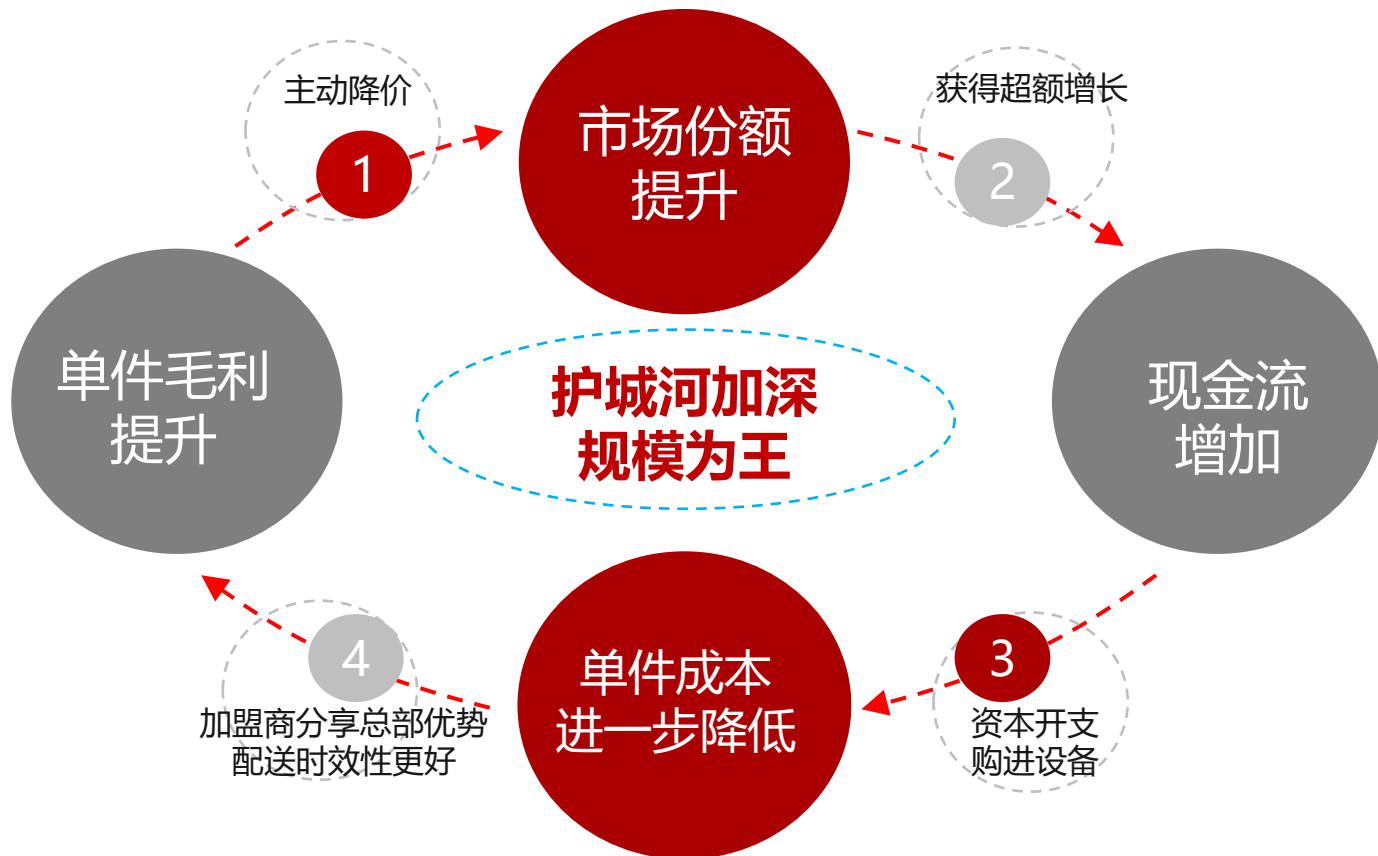 主动降价
1
市场份额
提升
获得超额增长
2
单件毛利
提升
护城河加深
规模为王
现金流
增加
4
加盟商分享总部优势
配送时效性更好
单件成本
进一步降低
3
资本开支
购进设备